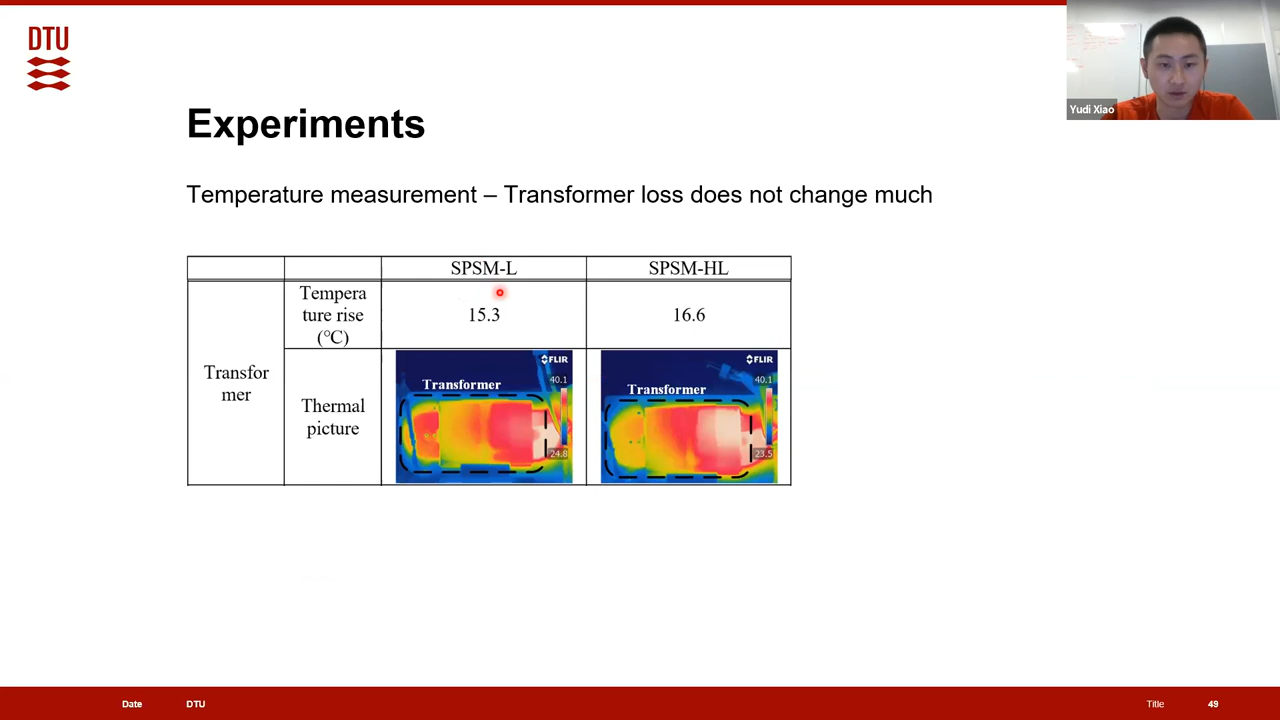 DTU
Yudi Xiao
Experiments
Temperature measurement – Transformer loss does not change much
SPSM-L
SPSM-HL
Transfor
mer
Tempera
ture rise
(°C)
15.3
16.6
Thermal
picture
FLIR
40.1
Transformer
24.8
FLIR
40.1
Transformer
23.5
Date
DTU
Title
49